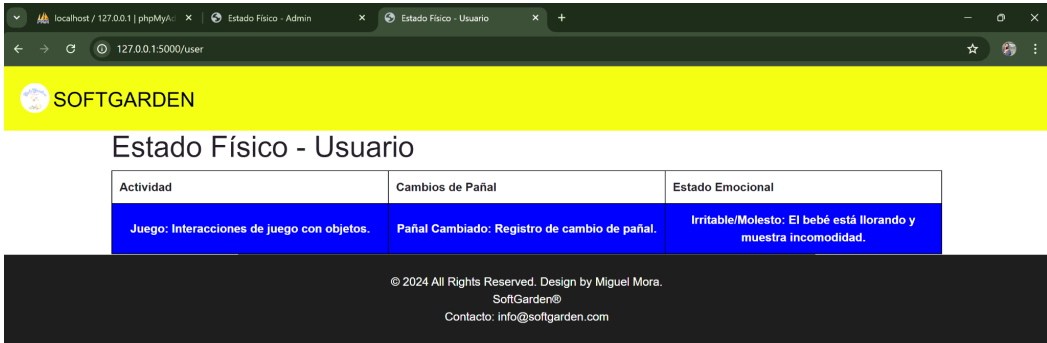 localhost / 127.0.0.1 | phpMyAd
Estado Físico - Admin
Estado Físico - Usuario
127.0.0.1:5000/user
SOFTGARDEN
Estado Físico - Usuario
Actividad
Cambios de Pañal
Estado Emocional
Juego: Interacciones de juego con objetos.
Pañal Cambiado: Registro de cambio de pañal.
Irritable/Molesto: El bebé está llorando y
muestra incomodidad.
© 2024 All Rights Reserved. Design by Miguel Mora.
SoftGarden®
Contacto: info@softgarden.com